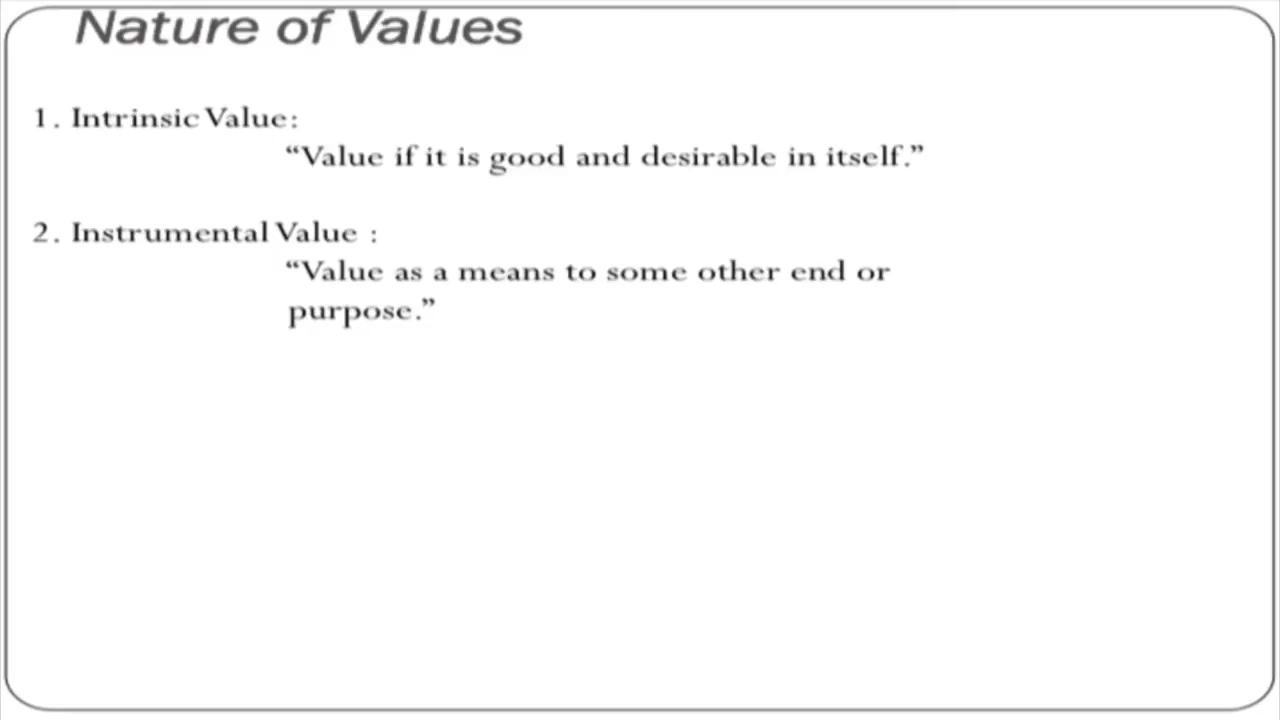 Nature of Values
1. Intrinsic Value:
“Value if it is good and desirable in itself.”
2. Instrumental Value :
“Value as a means to some other end or
purpose.”